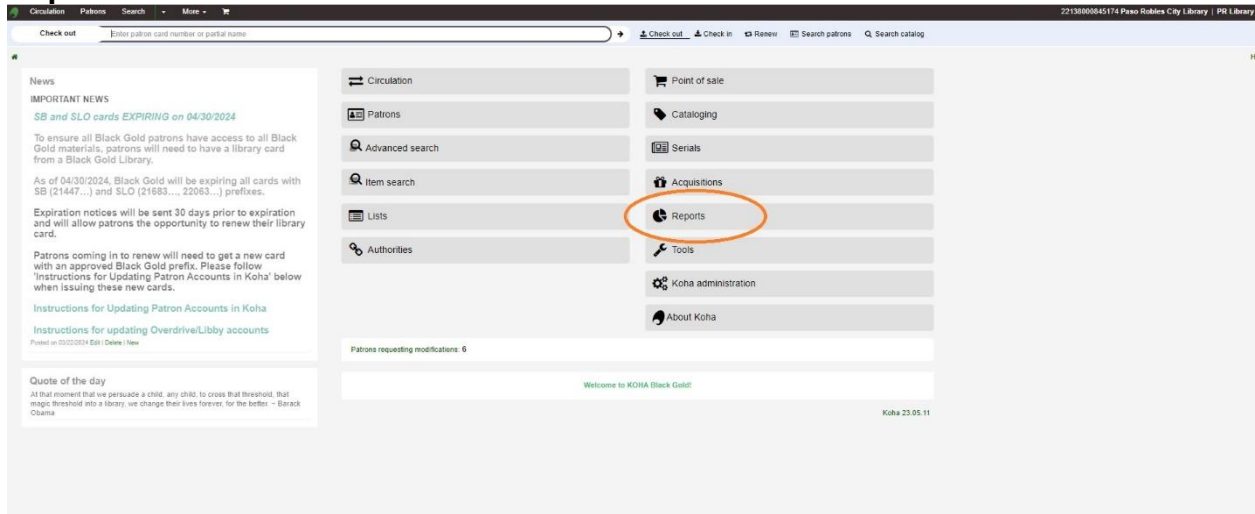 Circulation Patrons Search More
22138000845174 Paso Robles City Library | PR Library
Check out Enter patron card number or partial name Check out Check in Renew Search patrons Search catalog
H
News
IMPORTANT NEWS
SB and SLO cards EXPIRING on 04/30/2024
To ensure all Black Gold patrons have access to all Black
Gold materials, patrons will need to have a library card
from a Black Gold Library.
As of 04/30/2024, Black Gold will be expiring all cards with
SB (21447...) and SLO (21683..., 22063...) prefixes.
Expiration notices will be sent 30 days prior to expiration
and will allow patrons the opportunity to renew their library
card.
Patrons coming in to renew will need to get a new card
with an approved Black Gold prefix. Please follow
'Instructions for Updating Patron Accounts in Koha' below
when issuing these new cards.
Instructions for Updating Patron Accounts in Koha
Instructions for updating Overdrive/Libby accounts
Posted on 03/22/2024 Edit | Delete | New
Quote of the day
At that moment that we persuade a child, any child, to cross that threshold, that
magic threshold into a library, we change their lives forever, for the better. ~ Barack
Obama
Circulation
Patrons
Advanced search
Item search
Lists
Authorities
Point of sale
Cataloging
Serials
Acquisitions
Reports
Tools
Koha administration
About Koha
Patrons requesting modifications: 6
Welcome to KOHA Black Gold!
Koha 23.05.11